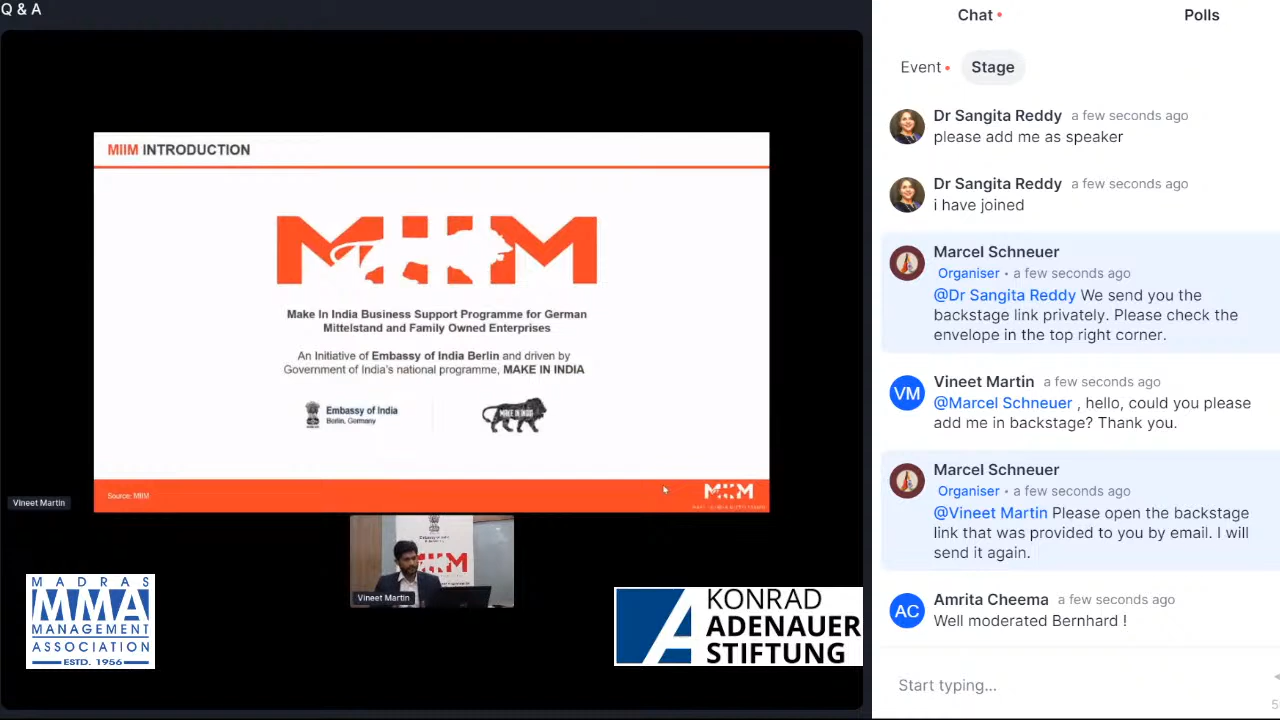 Q & A
MIIM INTRODUCTION
MIIM
Make In India Business Support Programme for German
Mittelstand and Family Owned Enterprises
An Initiative of Embassy of India Berlin and driven by
Government of India's national programme, MAKE IN INDIA
Embassy of India
Berlin, Germany
MAKE IN INDIA
Source: MIIM
MIIM
Vineet Martin
Vineet Martin
MADRAS
MMA
MANAGEMENT
ASSOCIATION
ESTD. 1956
KONRAD
ADENAUER
STIFTUNG
Chat
Polls
Event
Stage
Dr Sangita Reddy a few seconds ago
please add me as speaker
Dr Sangita Reddy a few seconds ago
i have joined
Marcel Schneuer
Organiser • a few seconds ago
@Dr Sangita Reddy We send you the
backstage link privately. Please check the
envelope in the top right corner.
VM
Vineet Martin a few seconds ago
@Marcel Schneuer , hello, could you please
add me in backstage? Thank you.
Marcel Schneuer
Organiser • a few seconds ago
@Vineet Martin Please open the backstage
link that was provided to you by email. I will
send it again.
AC
Amrita Cheema a few seconds ago
Well moderated Bernhard !
Start typing...